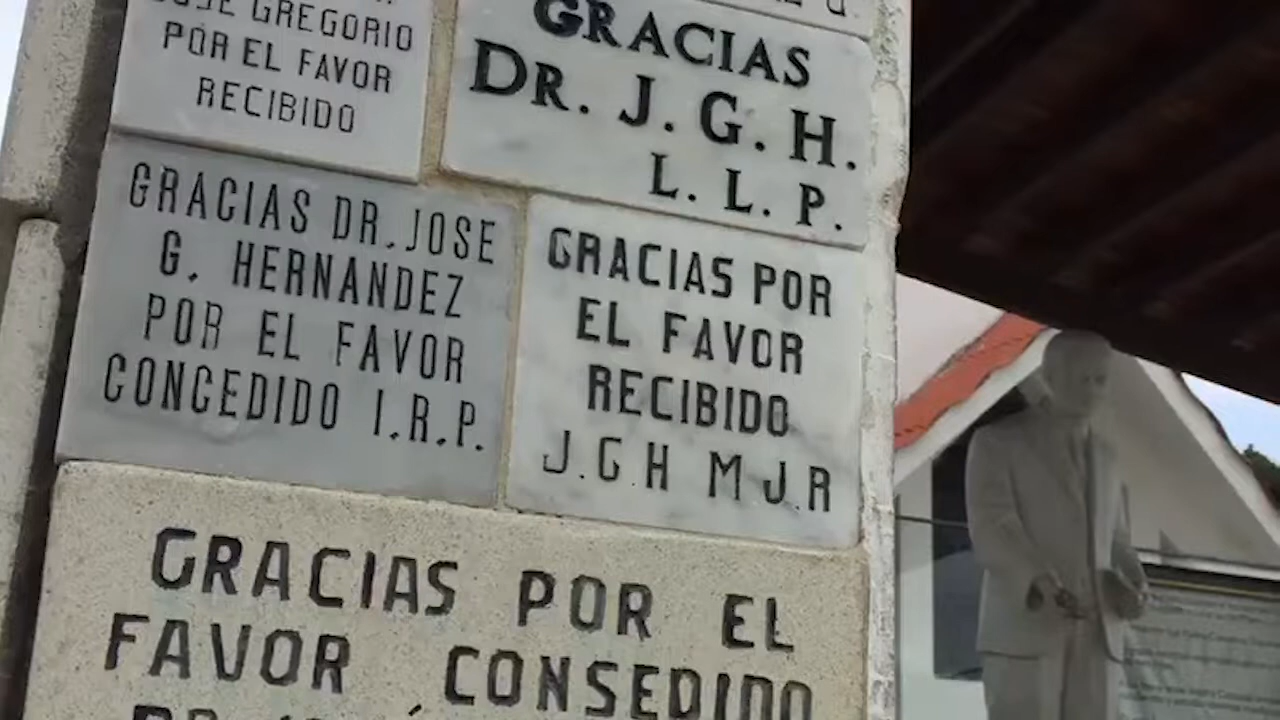 JOSE GREGORIO
POR EL FAVOR
RECIBIDO
GRACIAS
DR. J. G. H.
L. L. P.
GRACIAS DR. JOSE
G. HERNANDEZ
POR EL FAVOR
CONCEDIDO I.R.P.
GRACIAS POR
EL FAVOR
RECIBIDO
J.G H M J.R
GRACIAS POR EL
FAVOR CONSEDIDO